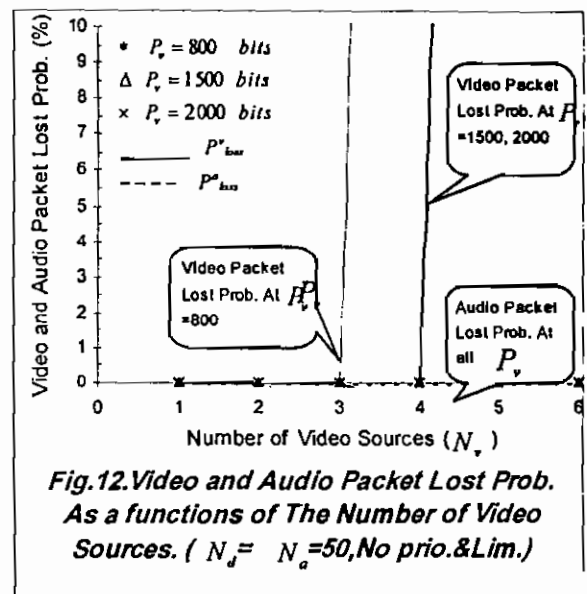 Video and Audio Packet Lost Prob. (%)
10
9
8
7
6
5
4
3
2
1
0
* P_v = 800 bits
Δ P_v = 1500 bits
× P_v = 2000 bits
P^v_loss
P^a_loss
Video Packet
Lost Prob. At P_v
=1500, 2000
Video Packet
Lost Prob. At P_v
=800
Audio Packet
Lost Prob. At
all P_v
0 1 2 3 4 5 6
Number of Video Sources (N_v)
Fig.12.Video and Audio Packet Lost Prob.
As a functions of The Number of Video
Sources. ( N_d= N_a=50,No prio.&Lim.)